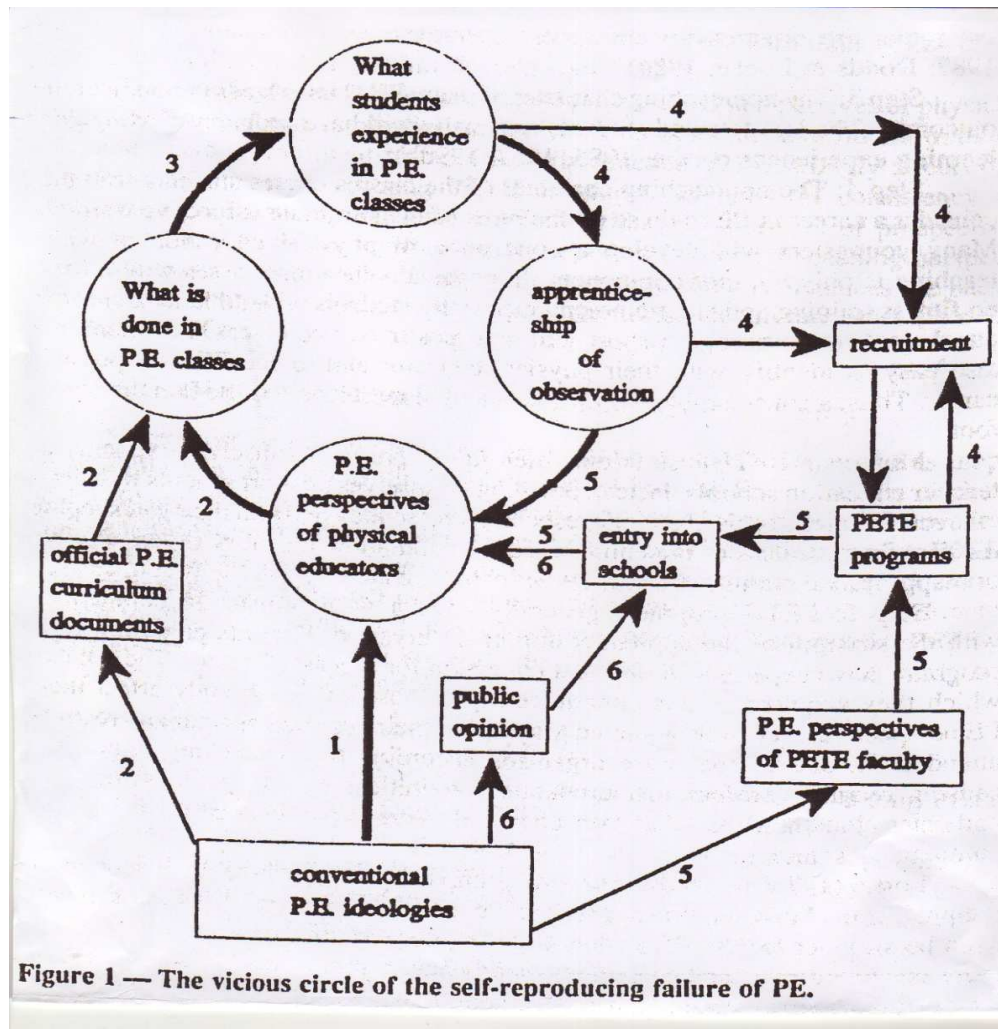 What
students
experience
in P.E.
classes
4
4
4
3
What is
done in
P.E. classes
apprentice-
ship
of
observation
4
recruitment
4
2
2
P.E.
perspectives
of physical
educators
5
5
6
entry into
schools
5
PETE
programs
official P.E.
curriculum
documents
6
5
public
opinion
P.E. perspectives
of PETE faculty
1
2
6
5
conventional
P.E. ideologies
Figure 1 — The vicious circle of the self-reproducing failure of PE.